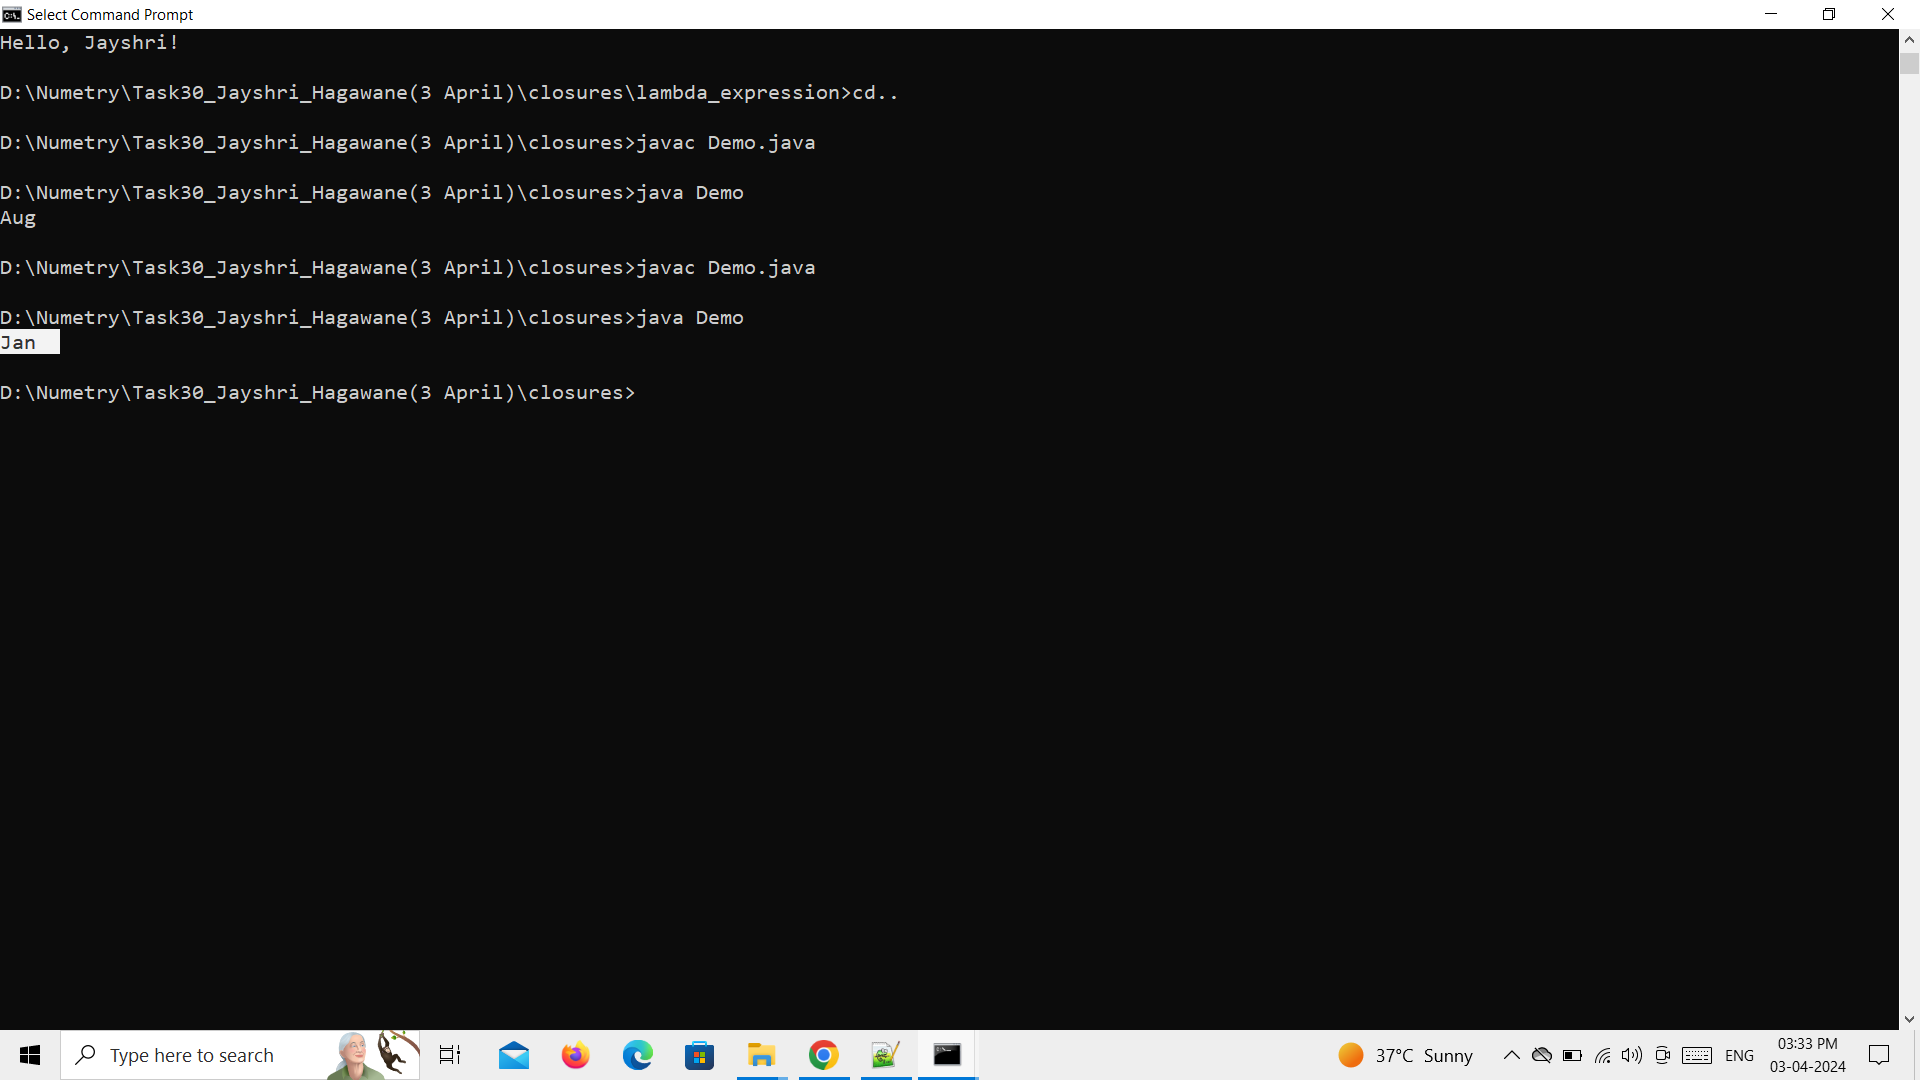 Select Command Prompt
Hello, Jayshri!
D:\Numetry\Task30_Jayshri_Hagawane(3 April)\closures\lambda_expression>cd..
D:\Numetry\Task30_Jayshri_Hagawane(3 April)\closures>javac Demo.java
D:\Numetry\Task30_Jayshri_Hagawane(3 April)\closures>java Demo
Aug
D:\Numetry\Task30_Jayshri_Hagawane(3 April)\closures>javac Demo.java
D:\Numetry\Task30_Jayshri_Hagawane(3 April)\closures>java Demo
Jan
D:\Numetry\Task30_Jayshri_Hagawane(3 April)\closures>
Type here to search
37°C Sunny
ENG
03:33 PM
03-04-2024